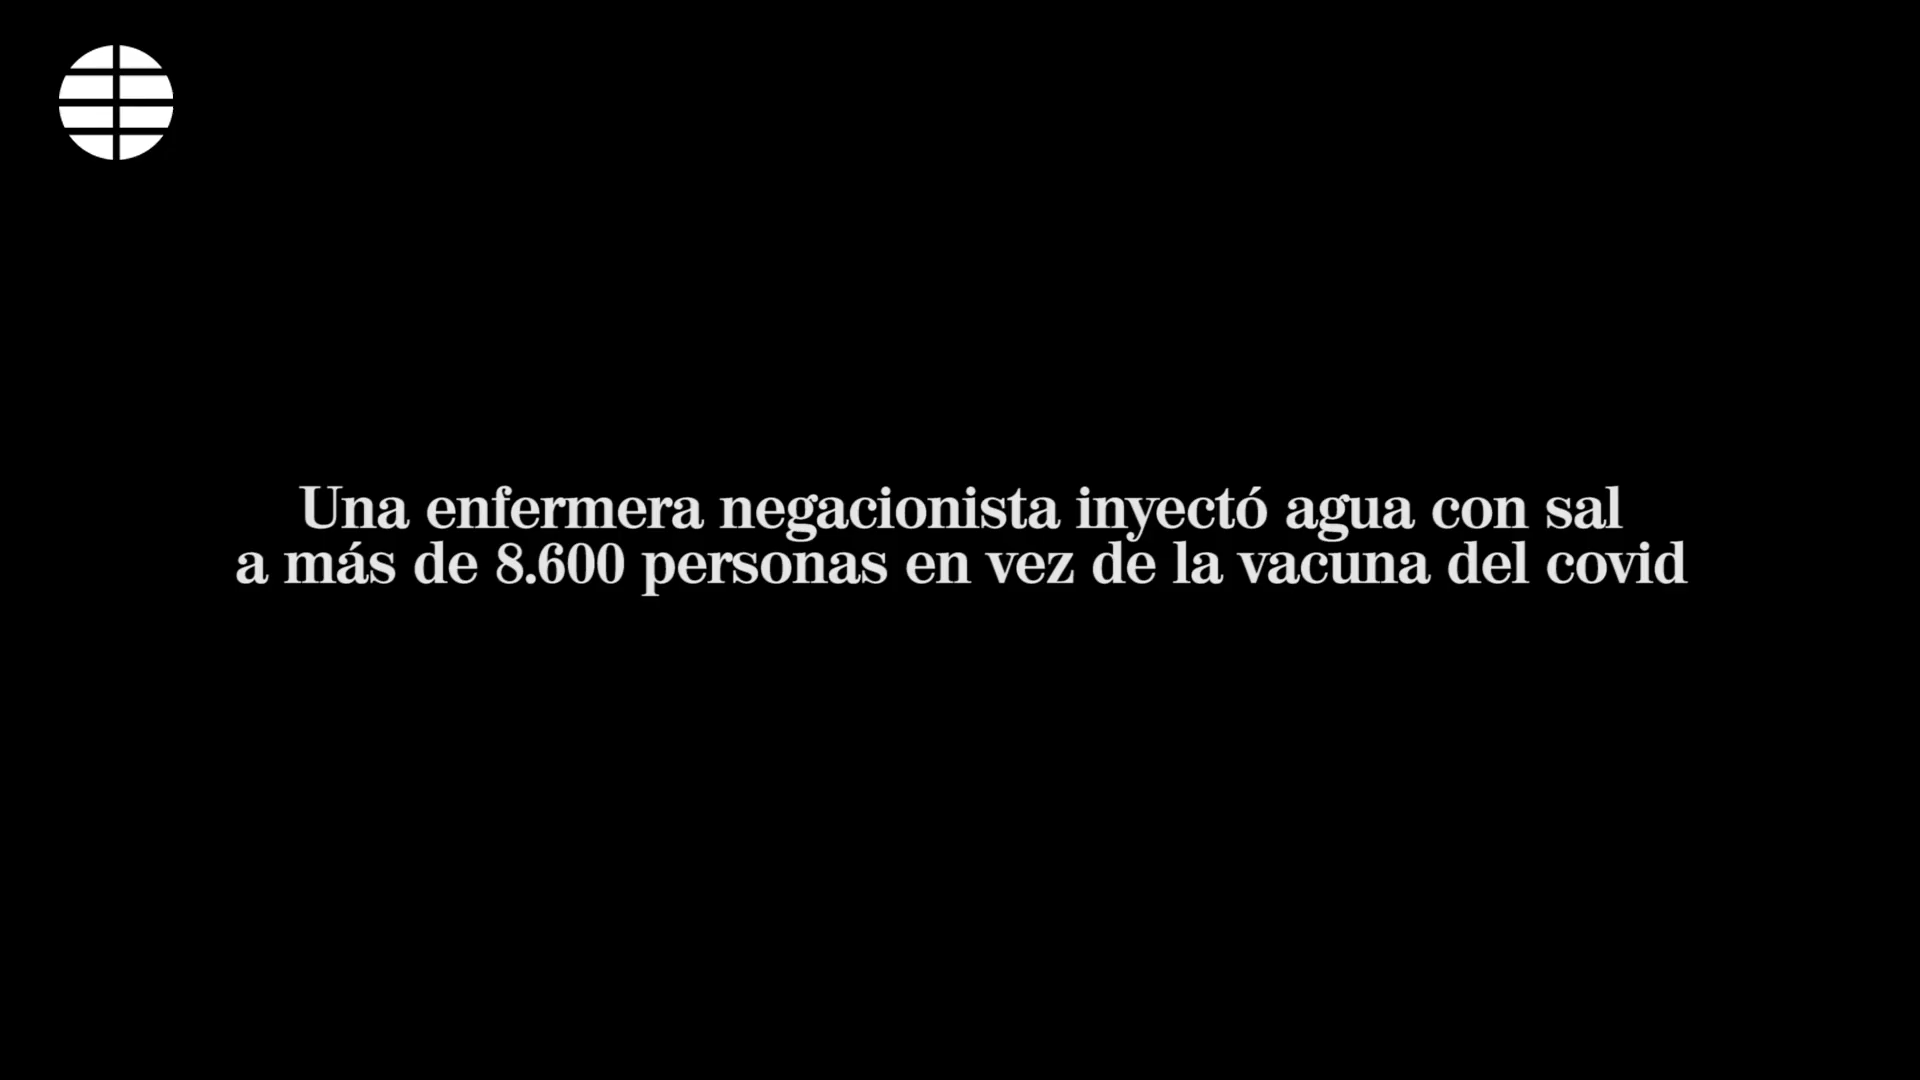 Una enfermera negacionista inyectó agua con sal
a más de 8.600 personas en vez de la vacuna del covid